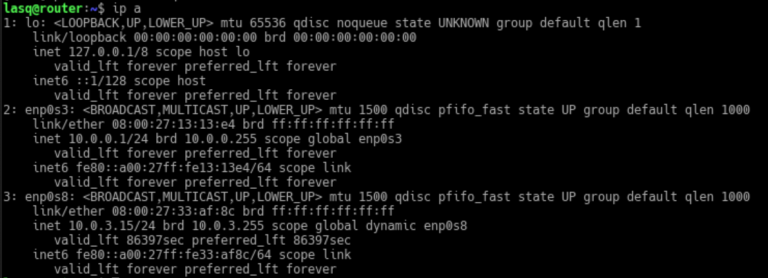 lasq@router:~$ ip a
1: lo: <LOOPBACK,UP,LOWER_UP> mtu 65536 qdisc noqueue state UNKNOWN group default qlen 1
    link/loopback 00:00:00:00:00:00 brd 00:00:00:00:00:00
    inet 127.0.0.1/8 scope host lo
       valid_lft forever preferred_lft forever
    inet6 ::1/128 scope host
       valid_lft forever preferred_lft forever
2: enp0s3: <BROADCAST,MULTICAST,UP,LOWER_UP> mtu 1500 qdisc pfifo_fast state UP group default qlen 1000
    link/ether 08:00:27:13:13:e4 brd ff:ff:ff:ff:ff:ff
    inet 10.0.0.1/24 brd 10.0.0.255 scope global enp0s3
       valid_lft forever preferred_lft forever
    inet6 fe80::a00:27ff:fe13:13e4/64 scope link
       valid_lft forever preferred_lft forever
3: enp0s8: <BROADCAST,MULTICAST,UP,LOWER_UP> mtu 1500 qdisc pfifo_fast state UP group default qlen 1000
    link/ether 08:00:27:33:af:8c brd ff:ff:ff:ff:ff:ff
    inet 10.0.3.15/24 brd 10.0.3.255 scope global dynamic enp0s8
       valid_lft 86397sec preferred_lft 86397sec
    inet6 fe80::a00:27ff:fe33:af8c/64 scope link
       valid_lft forever preferred_lft forever